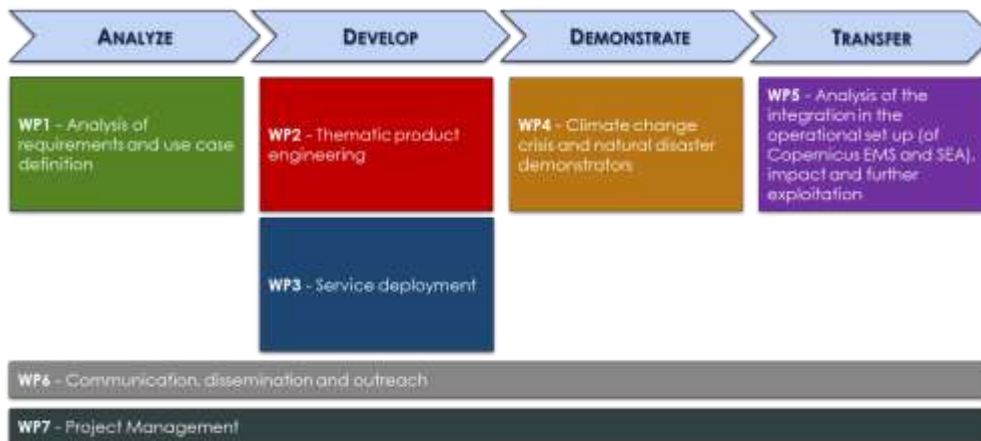 ANALYZE
DEVELOP
DEMONSTRATE
TRANSFER
WP1 - Analysis of
requirements and use case
definition
WP2 - Thematic product
engineering
WP4 - Climate change
crisis and natural disaster
demonstrators
WP5 - Analysis of the
integration in the
operational set up (of
Copernicus EMS and SEA),
impact and further
exploitation
WP3 - Service deployment
WP6 - Communication, dissemination and outreach
WP7 - Project Management